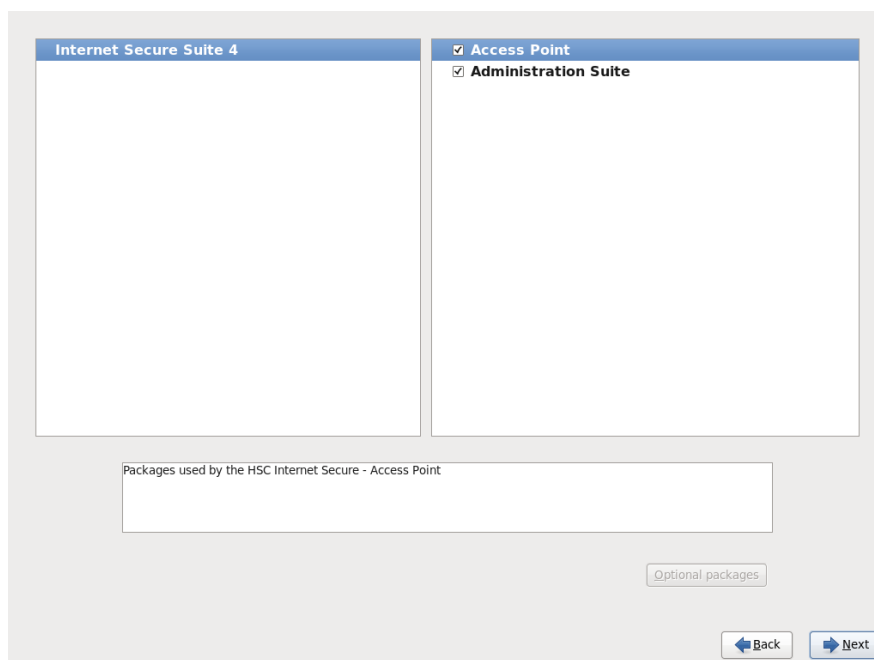 Internet Secure Suite 4
Access Point
Administration Suite
Packages used by the HSC Internet Secure - Access Point
Optional packages
Back
Next